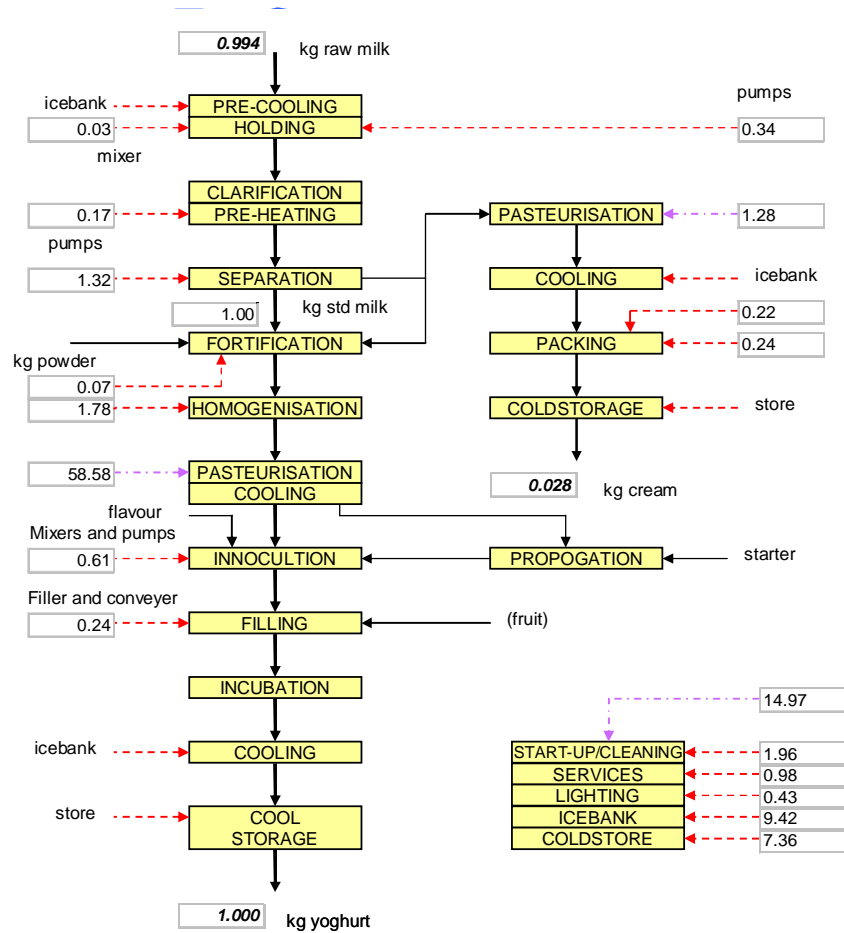 0.994
kg raw milk
icebank
PRE-COOLING
pumps
0.03
HOLDING
0.34
mixer
CLARIFICATION
0.17
PRE-HEATING
PASTEURISATION
1.28
pumps
1.32
SEPARATION
COOLING
icebank
1.00
kg std milk
0.22
FORTIFICATION
PACKING
0.24
kg powder
0.07
1.78
HOMOGENISATION
COLDSTORAGE
store
58.58
PASTEURISATION
COOLING
0.028
kg cream
flavour
Mixers and pumps
0.61
INNOCULTION
PROPOGATION
starter
Filler and conveyer
0.24
FILLING
(fruit)
INCUBATION
14.97
icebank
COOLING
START-UP/CLEANING
1.96
SERVICES
0.98
LIGHTING
0.43
store
COOL
STORAGE
ICEBANK
9.42
COLDSTORE
7.36
1.000
kg yoghurt